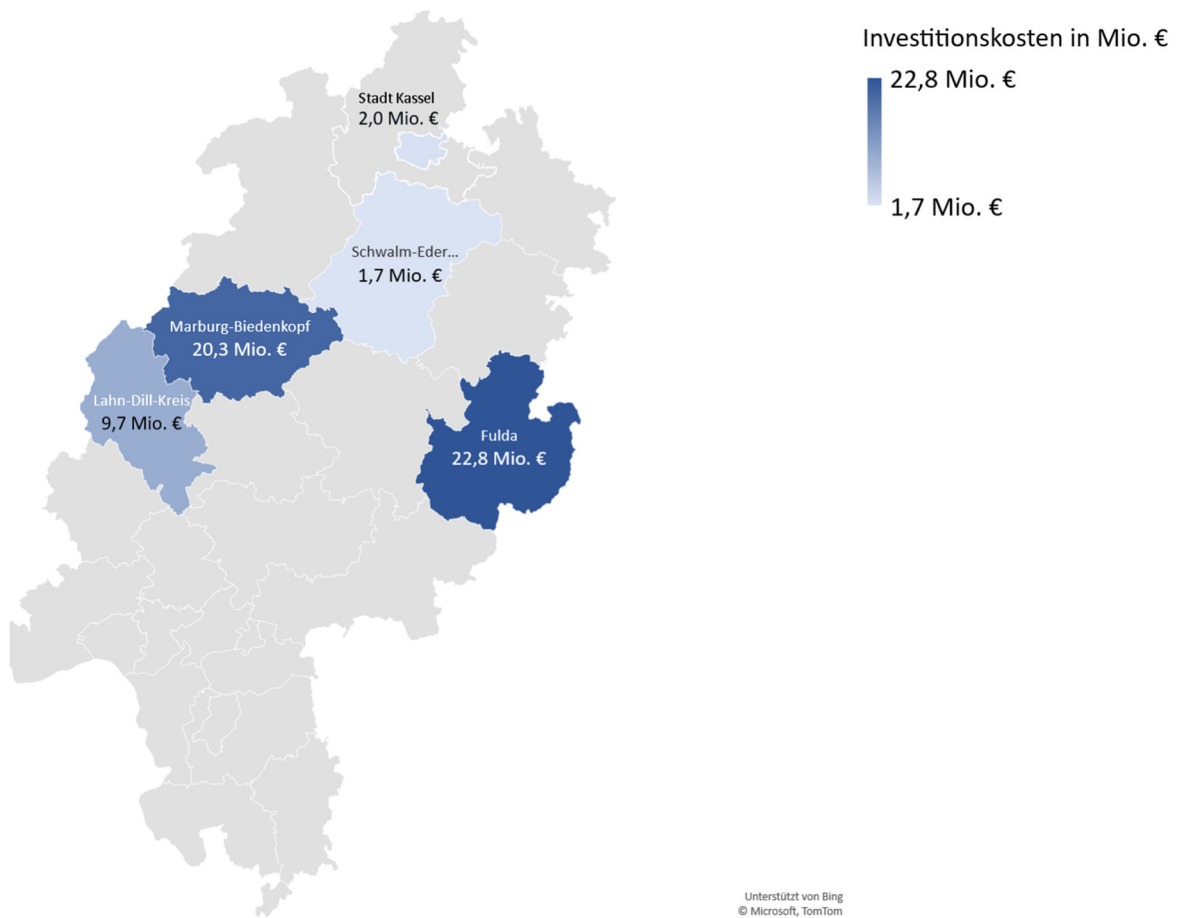 Investitionskosten in Mio. €
22,8 Mio. €
1,7 Mio. €
Stadt Kassel
2,0 Mio. €
Schwalm-Eder...
1,7 Mio. €
Marburg-Biedenkopf
20,3 Mio. €
Lahn-Dill-Kreis
9,7 Mio. €
Fulda
22,8 Mio. €
Unterstützt von Bing
© Microsoft, TomTom